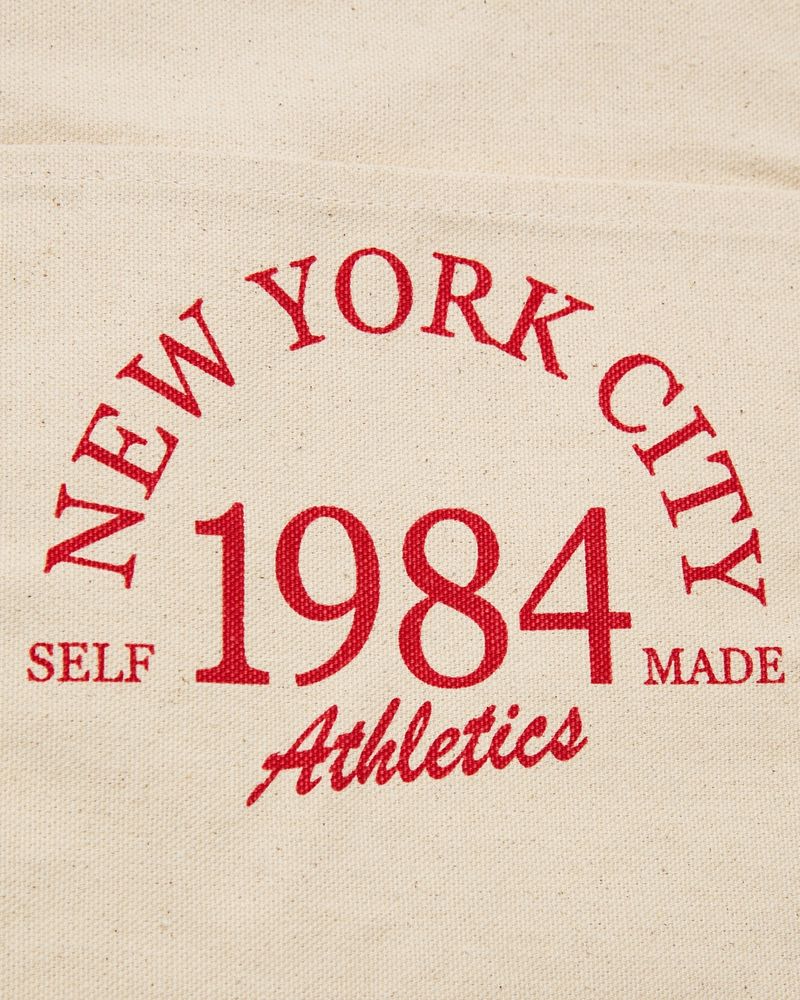 NEW YORK CITY
SELF 1984 MADE
Athletics